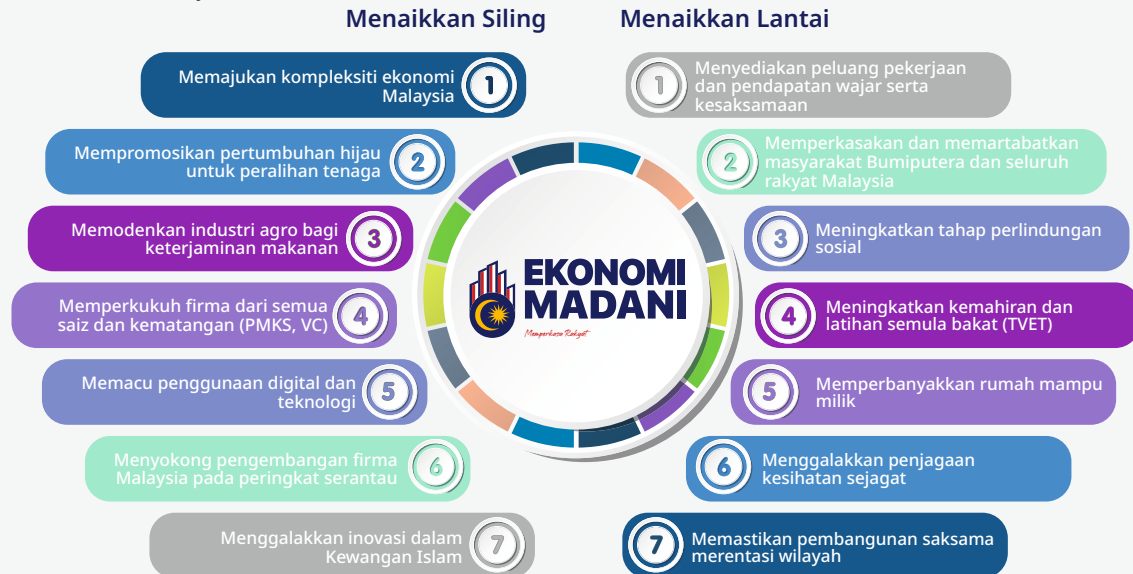 Menaikkan Siling
Memajukan kompleksiti ekonomi
Malaysia
1
Mempromosikan pertumbuhan hijau
untuk peralihan tenaga
2
Memodenkan industri agro bagi
keterjaminan makanan
3
Memperkukuh firma dari semua
saiz dan kematangan (PMKS, VC)
4
Memacu penggunaan digital dan
teknologi
5
Menyokong pengembangan firma
Malaysia pada peringkat serantau
6
Menggalakkan inovasi dalam
Kewangan Islam
7
EKONOMI
MADANI
Memperkasa Rakyat
Menaikkan Lantai
1
Menyediakan peluang pekerjaan
dan pendapatan wajar serta
kesaksamaan
2
Memperkasakan dan memartabatkan
masyarakat Bumiputera dan seluruh
rakyat Malaysia
3
Meningkatkan tahap perlindungan
sosial
4
Meningkatkan kemahiran dan
latihan semula bakat (TVET)
5
Memperbanyakkan rumah mampu
milik
6
Menggalakkan penjagaan
kesihatan sejagat
7
Memastikan pembangunan saksama
merentasi wilayah